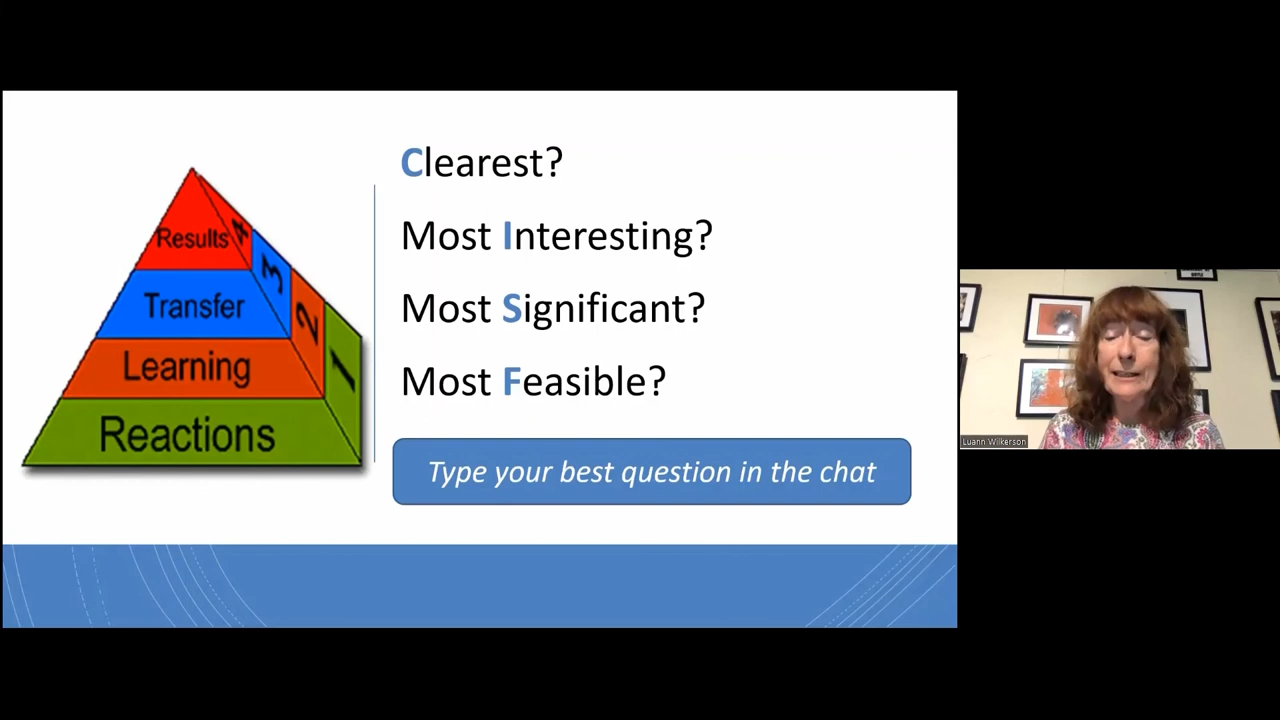 Clearest?
Most Interesting?
Most Significant?
Most Feasible?
Type your best question in the chat
Results 4
Transfer 3
Learning 2
Reactions 1
Luann Wilkerson